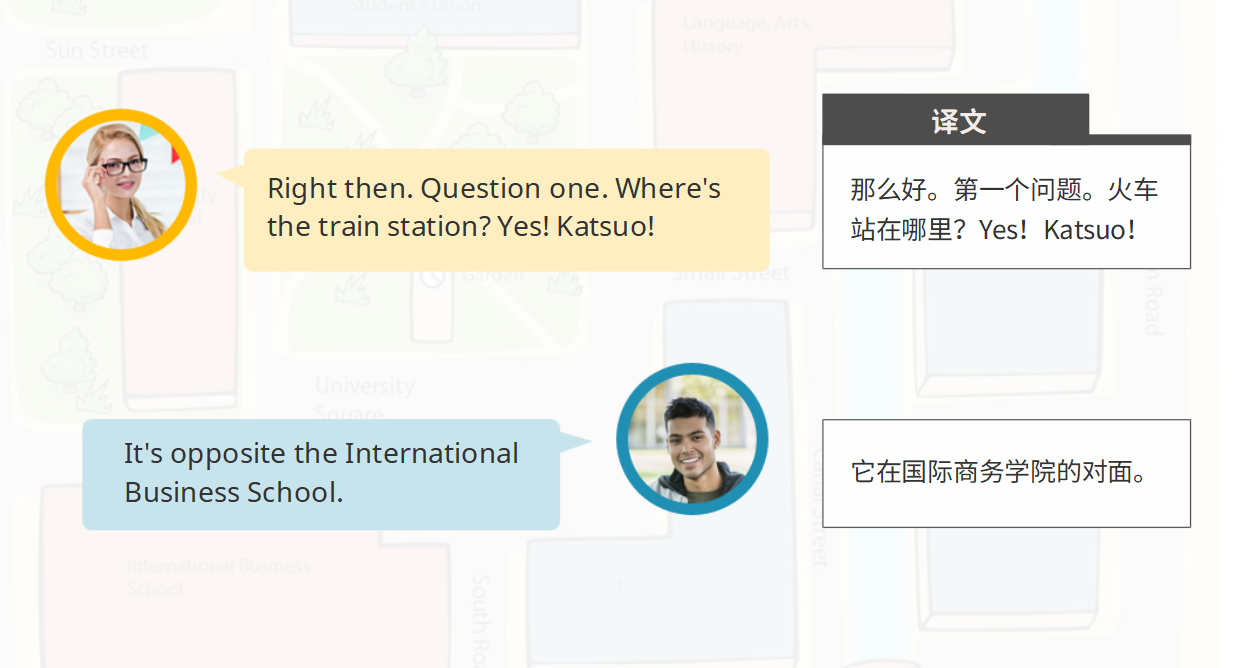 Student's Union
Language, Arts,
History
Sun Street
译文
Right then. Question one. Where's
the train station? Yes! Katsuo!
那么好。第一个问题。火车
站在哪里？Yes！Katsuo！
Garden
Small Street
Road
University
Square
It's opposite the International
Business School.
它在国际商务学院的对面。
Canal Street
International Business
School
South Ro